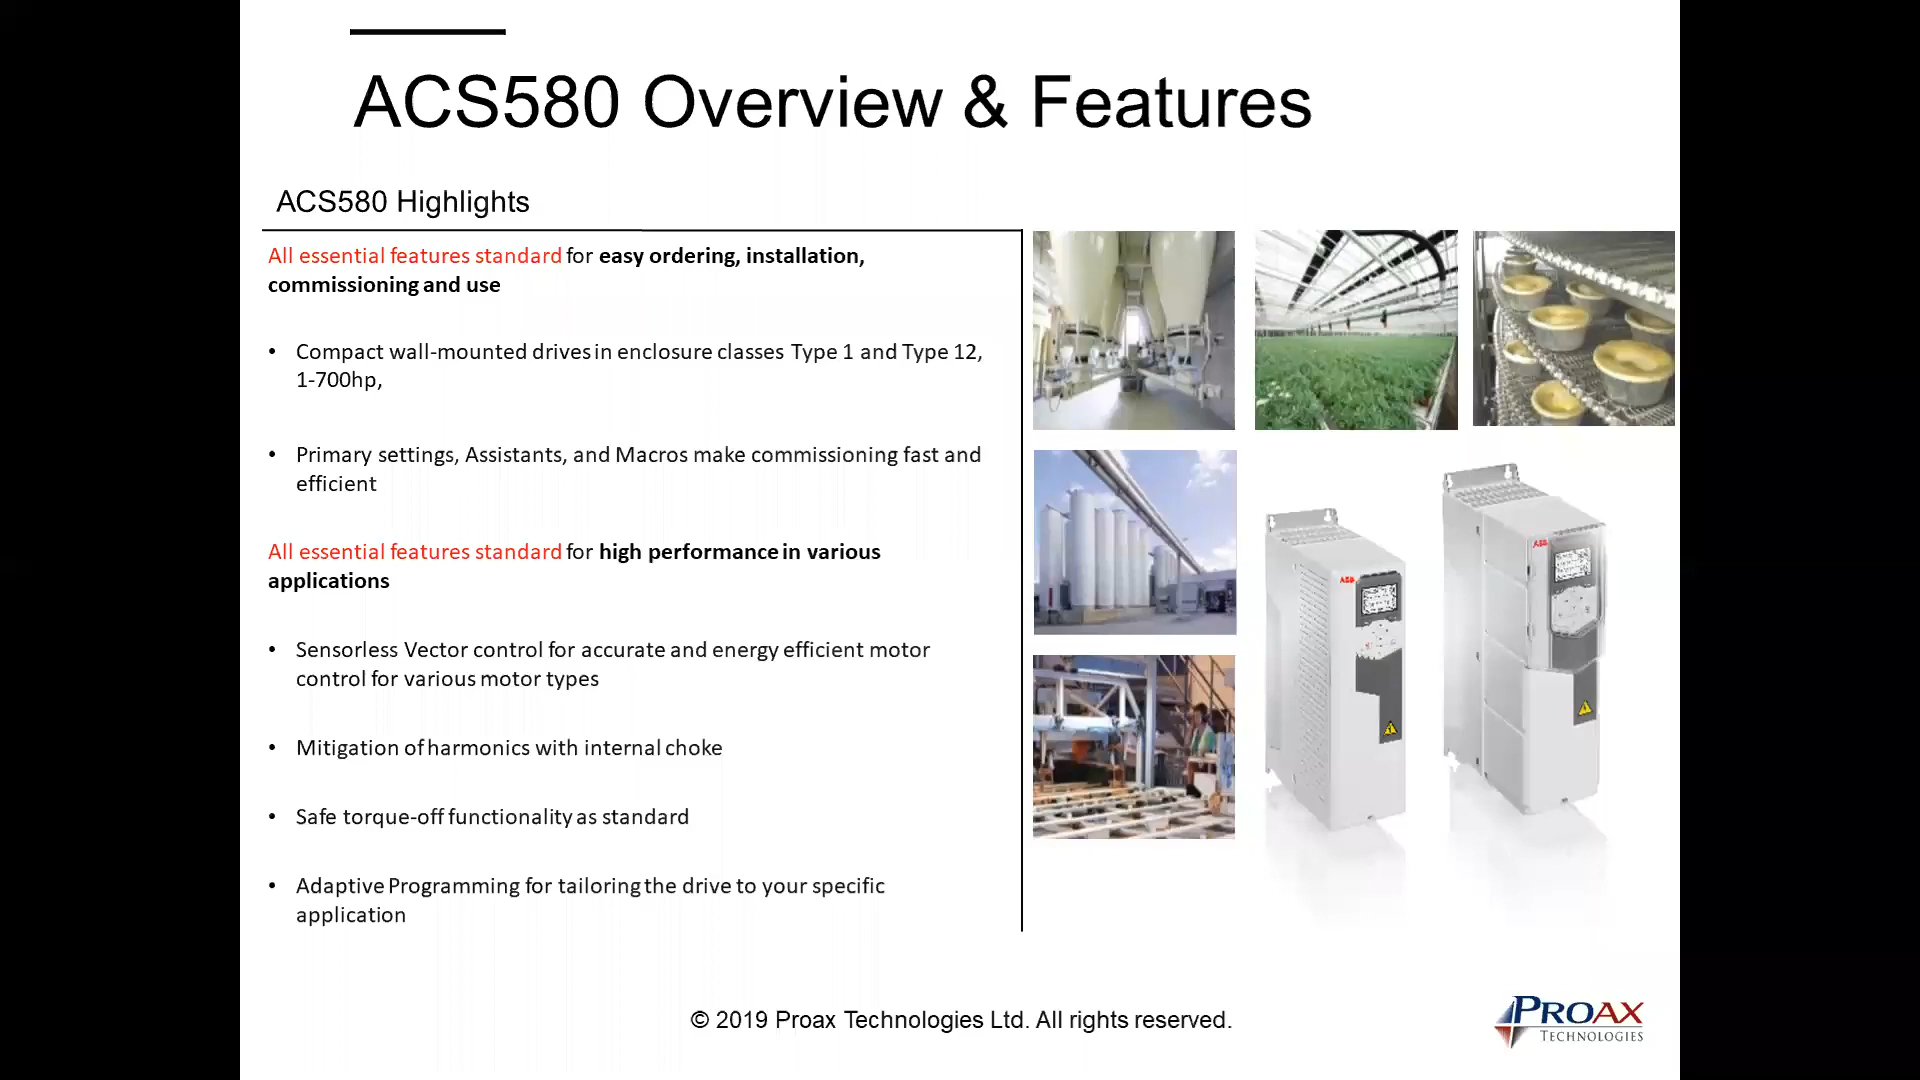 ACS580 Overview & Features
ACS580 Highlights
All essential features standard for easy ordering, installation,
commissioning and use
• Compact wall-mounted drives in enclosure classes Type 1 and Type 12,
1-700hp,
• Primary settings, Assistants, and Macros make commissioning fast and
efficient
All essential features standard for high performance in various
applications
• Sensorless Vector control for accurate and energy efficient motor
control for various motor types
• Mitigation of harmonics with internal choke
• Safe torque-off functionality as standard
• Adaptive Programming for tailoring the drive to your specific
application
ABB
ABB
© 2019 Proax Technologies Ltd. All rights reserved.
PROAX
TECHNOLOGIES